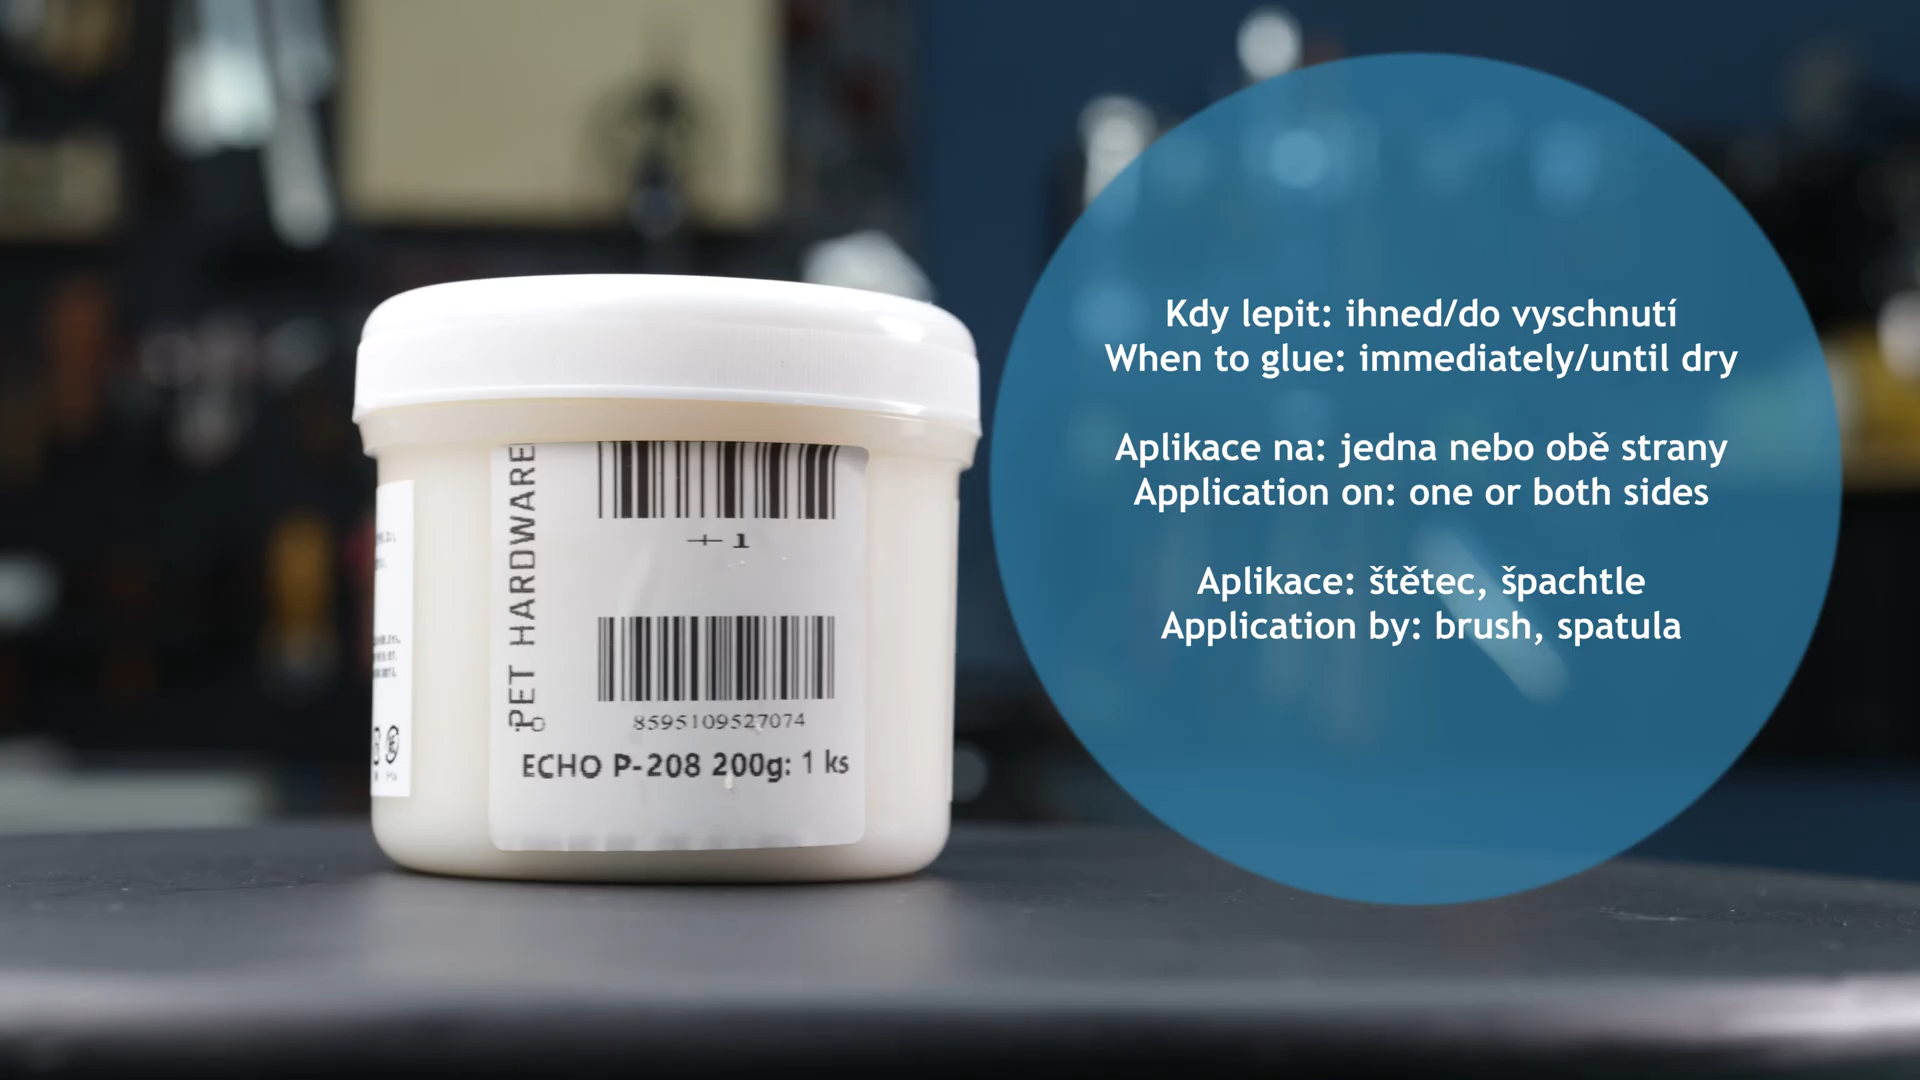 PET HARDWARE
8595109527074
ECHO P-208 200g: 1 ks
Kdy lepit: ihned/do vyschnutí
When to glue: immediately/until dry
Aplikace na: jedna nebo obě strany
Application on: one or both sides
Aplikace: štětec, špachtle
Application by: brush, spatula